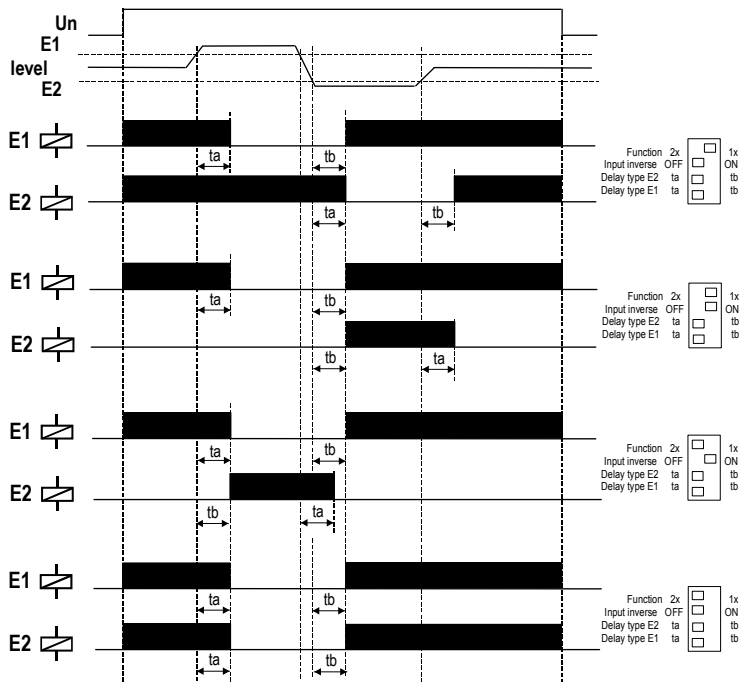 Un
E1
level
E2
E1
ta
tb
Function 2x 1x
Input inverse OFF ON
Delay type E2 ta tb
Delay type E1 ta tb
E2
ta
tb
E1
ta
tb
Function 2x 1x
Input inverse OFF ON
Delay type E2 ta tb
Delay type E1 ta tb
E2
tb
ta
E1
ta
tb
Function 2x 1x
Input inverse OFF ON
Delay type E2 ta tb
Delay type E1 ta tb
E2
tb
ta
E1
ta
tb
Function 2x 1x
Input inverse OFF ON
Delay type E2 ta tb
Delay type E1 ta tb
E2
ta
tb